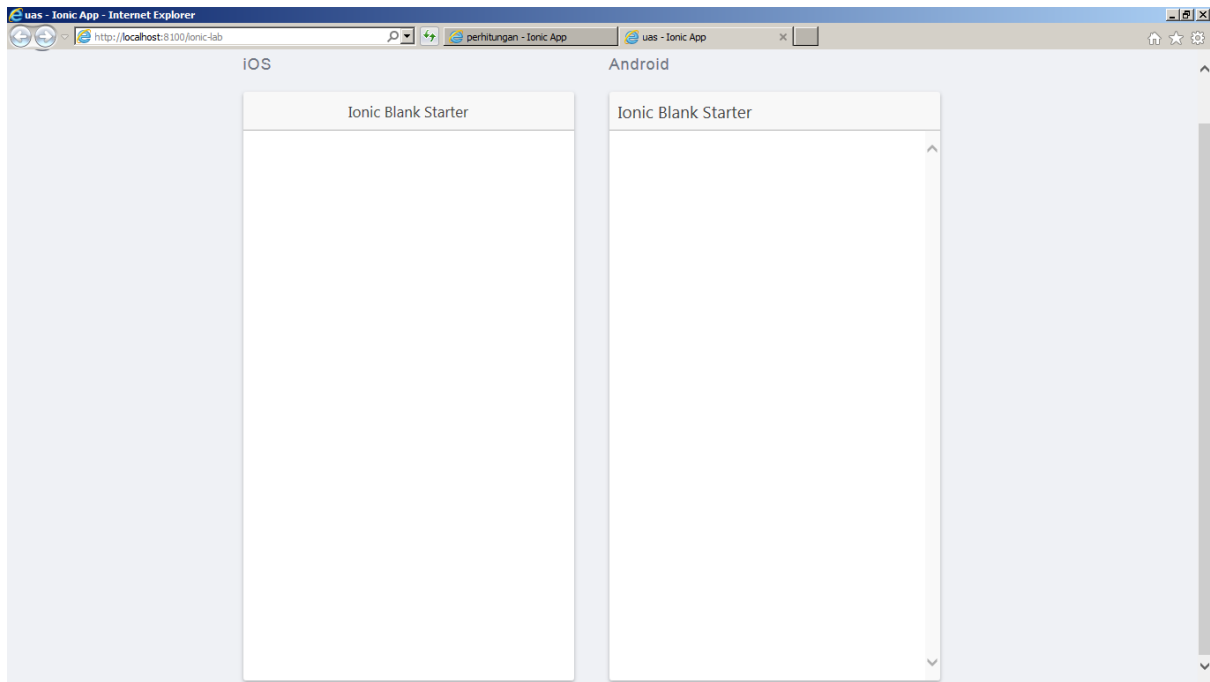 uas - Ionic App - Internet Explorer
http://localhost:8100/ionic-lab
perhitungan - Ionic App
uas - Ionic App
iOS
Android
Ionic Blank Starter
Ionic Blank Starter